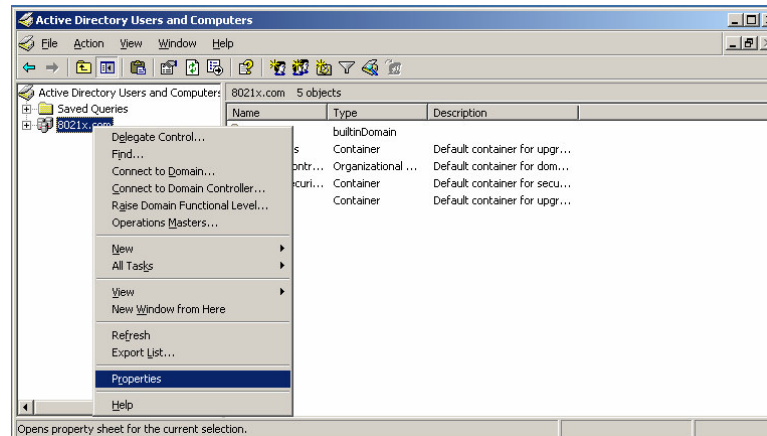 Active Directory Users and Computers
File Action View Window Help
Active Directory Users and Computers
8021x.com 5 objects
Saved Queries
8021x.com
Name Type Description
builtinDomain
s Container Default container for upgr...
ontr... Organizational ... Default container for dom...
ecuri... Container Default container for secu...
Container Default container for upgr...
Delegate Control...
Find...
Connect to Domain...
Connect to Domain Controller...
Raise Domain Functional Level...
Operations Masters...
New
All Tasks
View
New Window from Here
Refresh
Export List...
Properties
Help
Opens property sheet for the current selection.